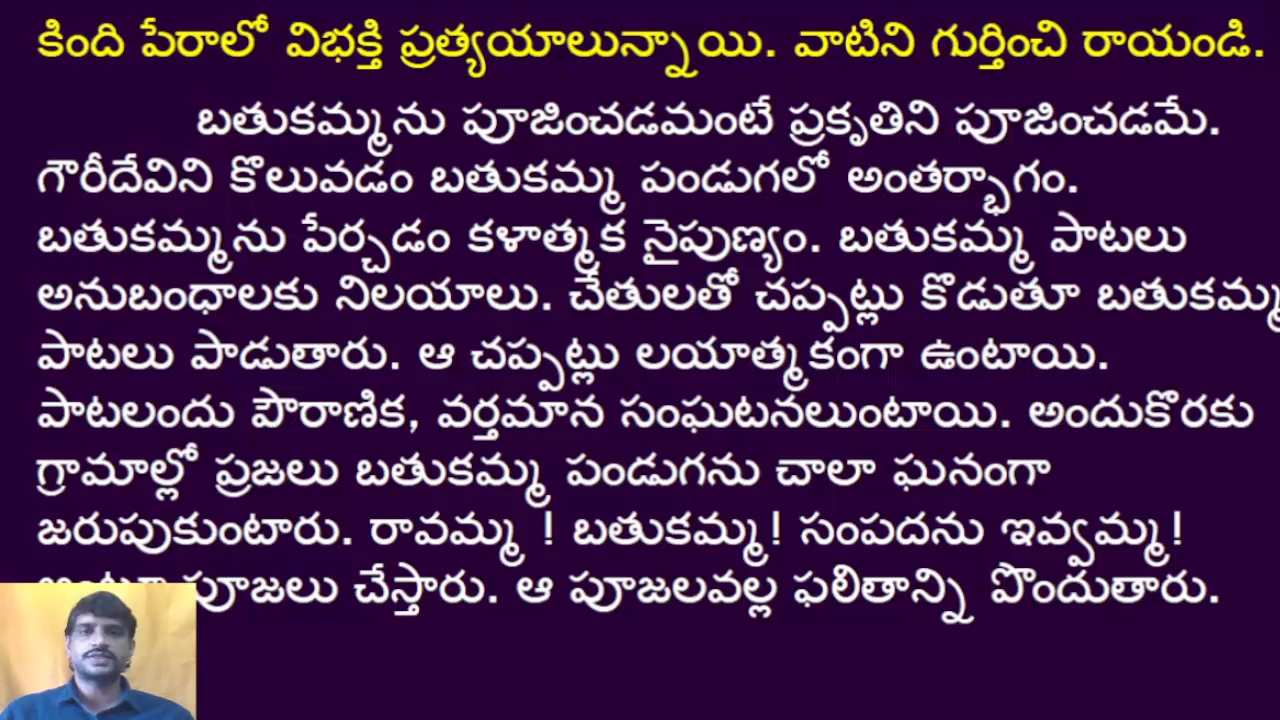 కింది పేరాలో విభక్తి ప్రత్యయాలున్నాయి. వాటిని గుర్తించి రాయండి.
బతుకమ్మను పూజించడమంటే ప్రకృతిని పూజించడమే.
గౌరీదేవిని కొలువడం బతుకమ్మ పండుగలో అంతర్భాగం.
బతుకమ్మను పేర్చడం కళాత్మక నైపుణ్యం. బతుకమ్మ పాటలు
అనుబంధాలకు నిలయాలు. చేతులతో చప్పట్లు కొడుతూ బతుకమ్మ
పాటలు పాడుతారు. ఆ చప్పట్లు లయాత్మకంగా ఉంటాయి.
పాటలందు పౌరాణిక, వర్తమాన సంఘటనలుంటాయి. అందుకొరకు
గ్రామాల్లో ప్రజలు బతుకమ్మ పండుగను చాలా ఘనంగా
జరుపుకుంటారు. రావమ్మ ! బతుకమ్మ! సంపదను ఇవ్వమ్మ!
పూజలు చేస్తారు. ఆ పూజలవల్ల ఫలితాన్ని పొందుతారు.